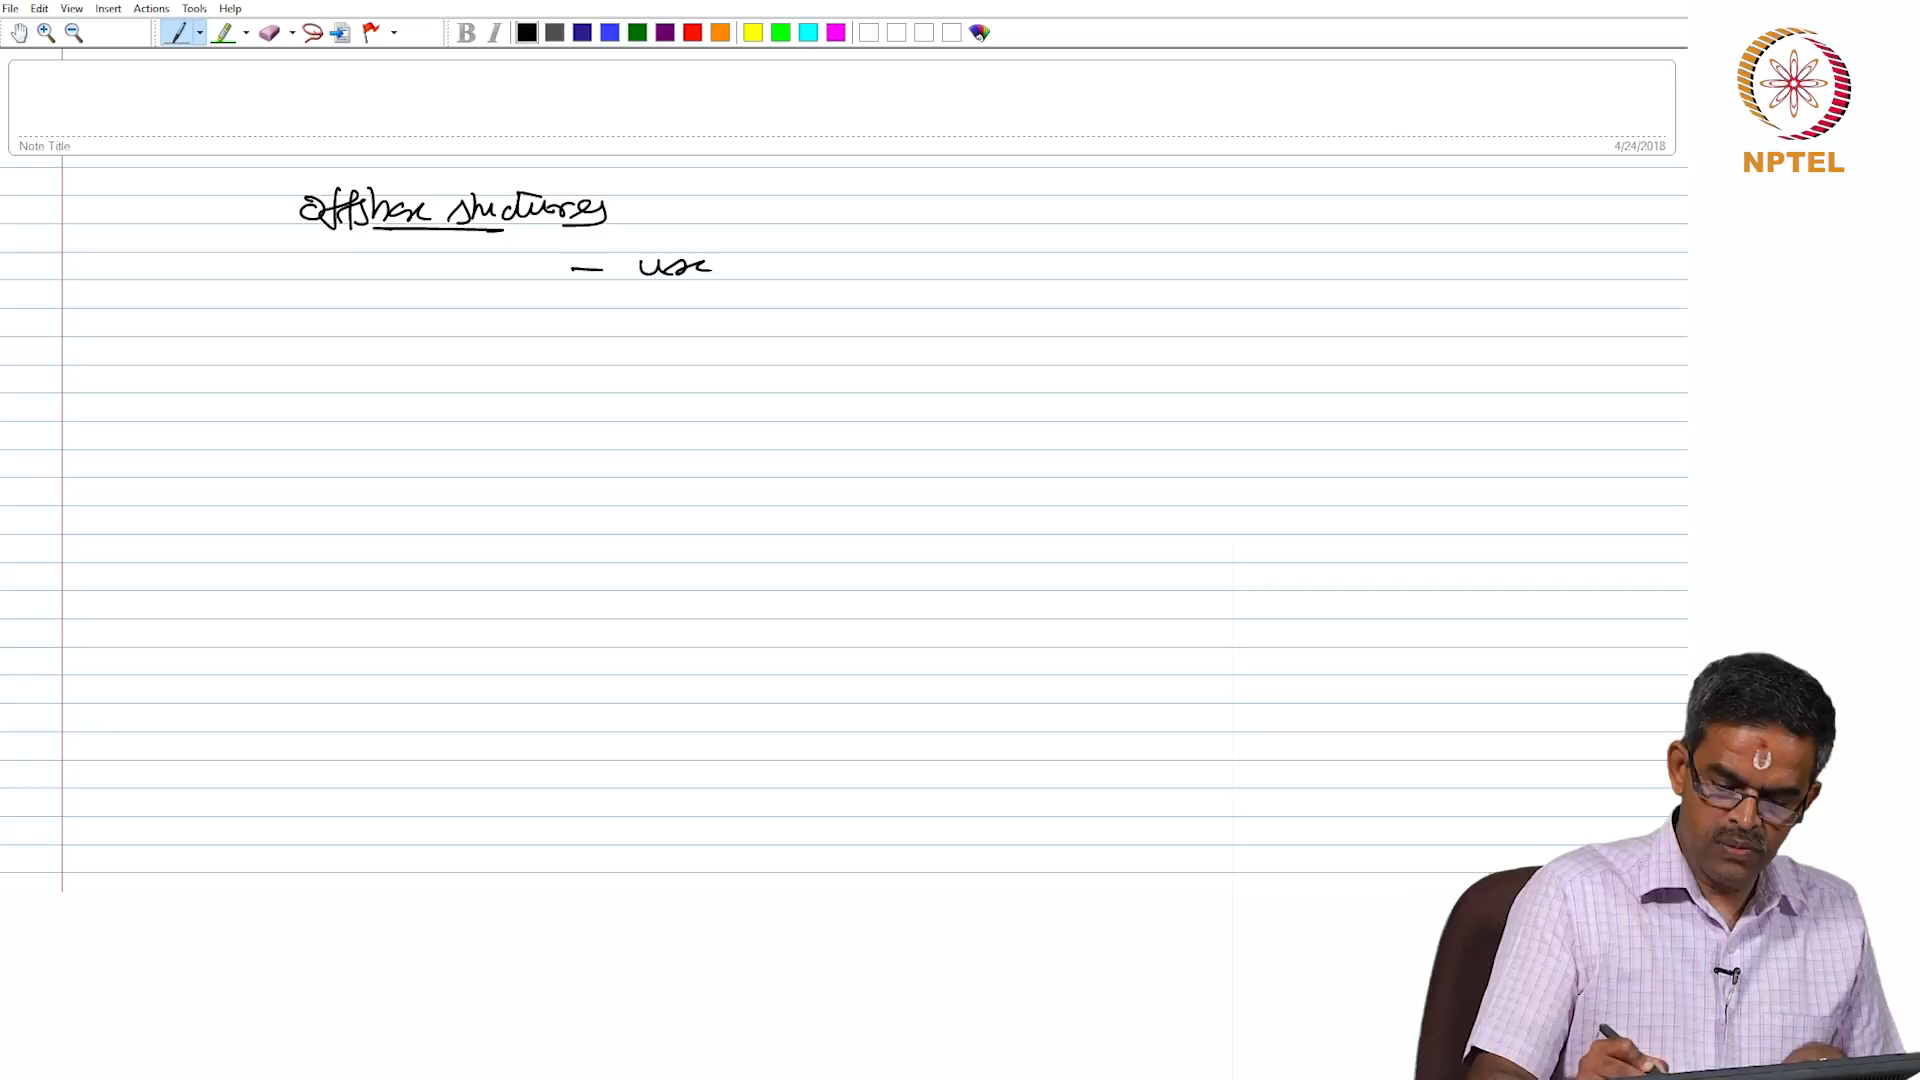 File Edit View Insert Actions Tools Help
B I
Note Title
4/24/2018
NPTEL
offshore structures
— use